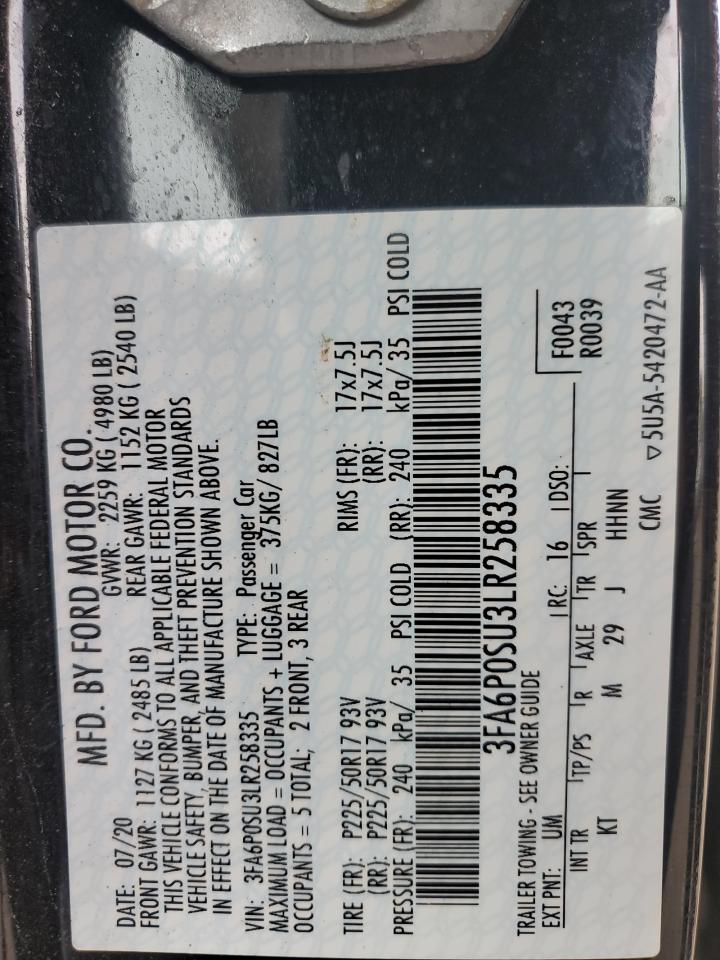 MFD. BY FORD MOTOR CO.
DATE: 07/20 GVWR: 2259 KG ( 4980 LB)
FRONT GAWR: 1127 KG ( 2485 LB) REAR GAWR: 1152 KG ( 2540 LB)
THIS VEHICLE CONFORMS TO ALL APPLICABLE FEDERAL MOTOR
VEHICLE SAFETY, BUMPER, AND THEFT PREVENTION STANDARDS
IN EFFECT ON THE DATE OF MANUFACTURE SHOWN ABOVE.
VIN: 3FA6P0SU3LR258335 TYPE: Passenger Car
MAXIMUM LOAD = OCCUPANTS + LUGGAGE = 375KG/ 827LB
OCCUPANTS = 5 TOTAL; 2 FRONT, 3 REAR
TIRE (FR): P225/50R17 93V RIMS (FR): 17x7.5J
(RR): P225/50R17 93V (RR): 17x7.5J
PRESSURE (FR): 240 kPa/ 35 PSI COLD (RR): 240 kPa/ 35 PSI COLD
3FA6P0SU3LR258335
TRAILER TOWING - SEE OWNER GUIDE
F0043
R0039
EXT PNT: UM RC: 16 DSO:
INT TR TP/PS R AXLE TR SPR
KT M 29 J HHNN
CMC ▽5U5A-5420472-AA